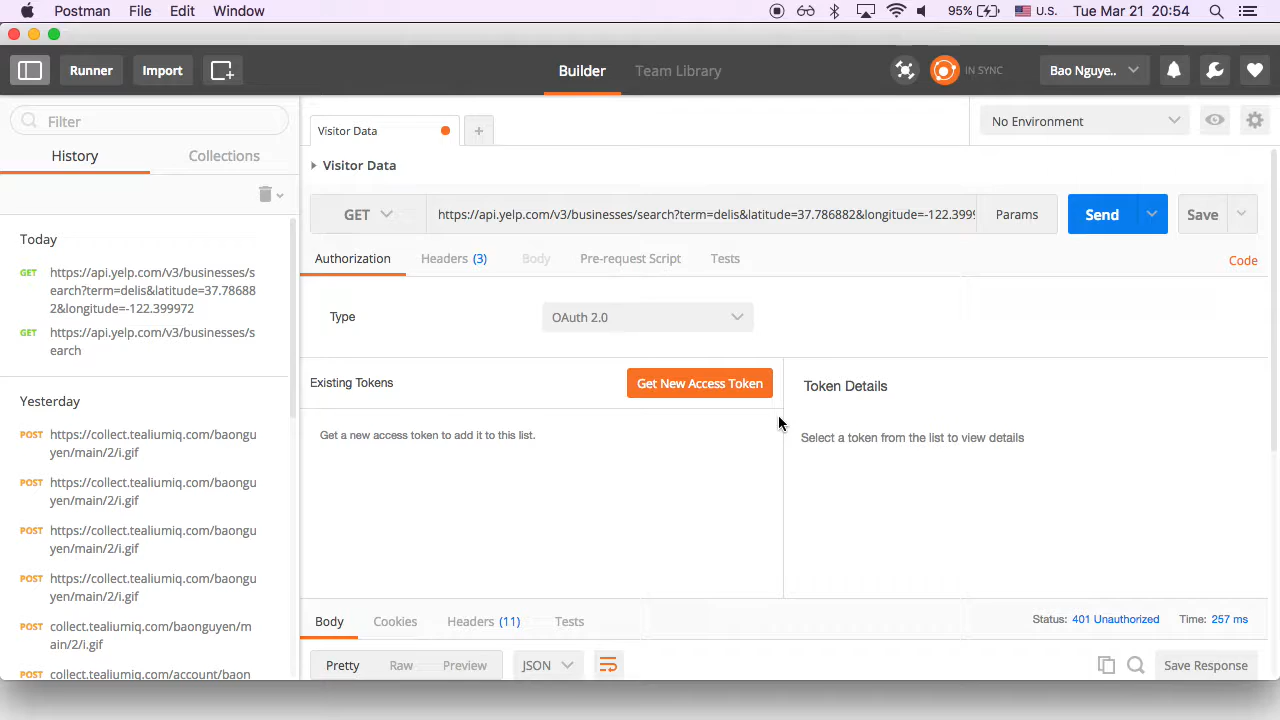 Postman File Edit Window 95% U.S. Tue Mar 21 20:54
Runner Import Builder Team Library IN SYNC Bao Nguye..
Filter
History Collections
Today
GET https://api.yelp.com/v3/businesses/s
earch?term=delis&latitude=37.78688
2&longitude=-122.399972
GET https://api.yelp.com/v3/businesses/s
earch
Yesterday
POST https://collect.tealiumiq.com/baongu
yen/main/2/i.gif
POST https://collect.tealiumiq.com/baongu
yen/main/2/i.gif
POST https://collect.tealiumiq.com/baongu
yen/main/2/i.gif
POST https://collect.tealiumiq.com/baongu
yen/main/2/i.gif
POST collect.tealiumiq.com/baonguyen/m
ain/2/i.gif
POST collect.tealiumiq.com/account/baon
Visitor Data +
No Environment
Visitor Data
GET https://api.yelp.com/v3/businesses/search?term=delis&latitude=37.786882&longitude=-122.399 Params Send Save
Authorization Headers (3) Body Pre-request Script Tests Code
Type OAuth 2.0
Existing Tokens Get New Access Token
Get a new access token to add it to this list.
Token Details
Select a token from the list to view details
Body Cookies Headers (11) Tests Status: 401 Unauthorized Time: 257 ms
Pretty Raw Preview JSON Save Response